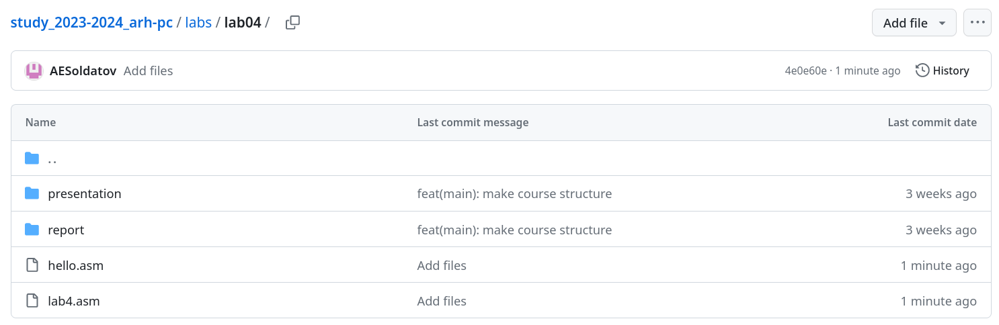 study_2023-2024_arh-pc / labs / lab04 /
Add file
AESoldatov Add files
4e0e60e · 1 minute ago History
Name Last commit message Last commit date
..
presentation feat(main): make course structure 3 weeks ago
report feat(main): make course structure 3 weeks ago
hello.asm Add files 1 minute ago
lab4.asm Add files 1 minute ago